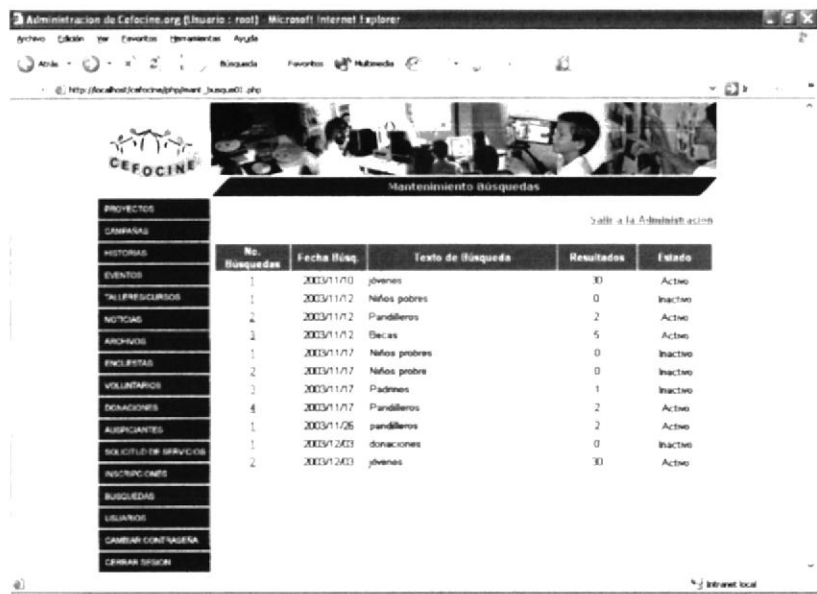 Administracion de Cefocine.org (Usuario : root) - Microsoft Internet Explorer
Archivo Edición Ver Favoritos Herramientas Ayuda
Atrás Búsqueda Favoritos Multimedia
http://localhost/cefocine/php/mant_busque01.php Ir
CEFOCINE
Mantenimiento Búsquedas
Salir a la Administracion
PROYECTOS
CAMPAÑAS
HISTORIAS
EVENTOS
TALLERES/CURSOS
NOTICIAS
ARCHIVOS
ENCUESTAS
VOLUNTARIOS
DONACIONES
AUSPICIANTES
SOLICITUD DE SERVICIOS
INSCRIPCIONES
BUSQUEDAS
USUARIOS
CAMBIAR CONTRASEÑA
CERRAR SESION
No. Búsquedas Fecha Búsq. Texto de Búsqueda Resultados Estado
1 2003/11/10 jóvenes 30 Activo
1 2003/11/12 Niños pobres 0 Inactivo
2 2003/11/12 Pandilleros 2 Activo
3 2003/11/12 Becas 5 Activo
1 2003/11/17 Niños probres 0 Inactivo
2 2003/11/17 Niños probre 0 Inactivo
3 2003/11/17 Padrinos 1 Inactivo
4 2003/11/17 Pandilleros 2 Activo
1 2003/11/26 pandilleros 2 Activo
1 2003/12/03 donaciones 0 Inactivo
2 2003/12/03 jóvenes 30 Activo
Intranet local